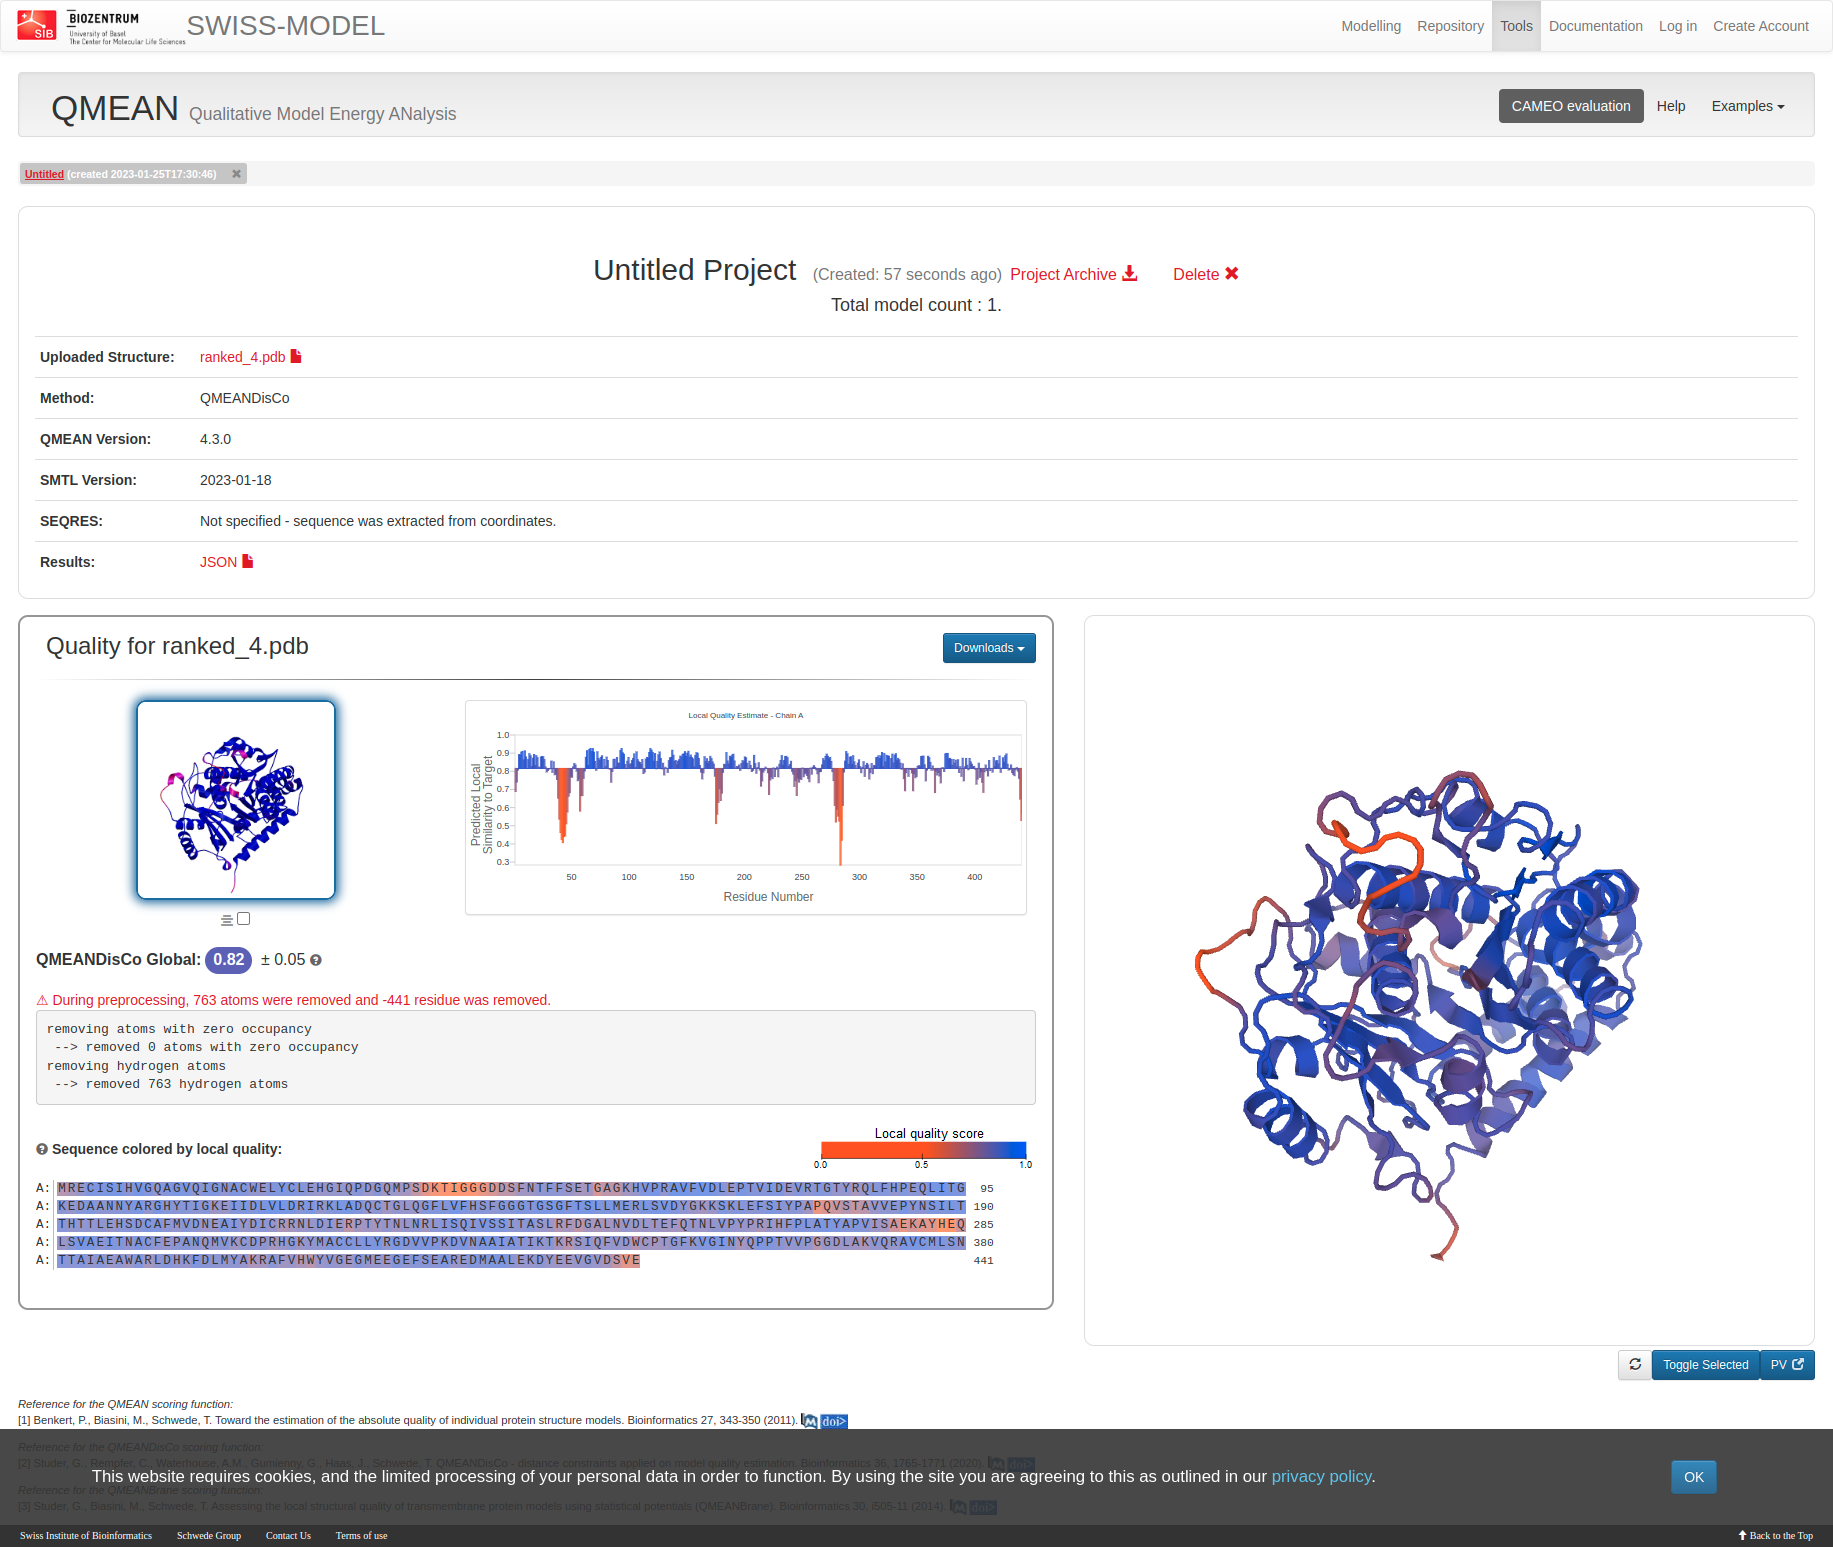 SIB
BIOZENTRUM
University of Basel
The Center for Molecular Life Sciences
SWISS-MODEL
Modelling Repository Tools Documentation Log in Create Account
QMEAN Qualitative Model Energy ANalysis
CAMEO evaluation Help Examples
Untitled (created 2023-01-25T17:30:46) ✖
Untitled Project (Created: 57 seconds ago) Project Archive Delete ✖
Total model count : 1.
Uploaded Structure: ranked_4.pdb
Method: QMEANDisCo
QMEAN Version: 4.3.0
SMTL Version: 2023-01-18
SEQRES: Not specified - sequence was extracted from coordinates.
Results: JSON
Quality for ranked_4.pdb
Downloads
Local Quality Estimate - Chain A
Predicted Local
Similarity to Target
1.0
0.9
0.8
0.7
0.6
0.5
0.4
0.3
50 100 150 200 250 300 350 400
Residue Number
QMEANDisCo Global: 0.82 ± 0.05
⚠ During preprocessing, 763 atoms were removed and -441 residue was removed.
removing atoms with zero occupancy
--> removed 0 atoms with zero occupancy
removing hydrogen atoms
--> removed 763 hydrogen atoms
Sequence colored by local quality:
Local quality score
0.0 0.5 1.0
A: MRECISIHVGQAGVQIGNACWELYCLEHGIQPDGQMPSDKTIGGGDDSFNTFFSETGAGKHVPRAVFVDLEPTVIDEVRTGTYRQLFHPEQLITG 95
A: KEDAANNYARGHYTIGKEIIDLVLDRIRKLADQCTGLQGFLVFHSFGGGTGSGFTSLLMERLSVDYGKKSKLEFSIYPAPQVSTAVVEPYNSILT 190
A: THTTLEHSDCAFMVDNEAIYDICRRNLDIERPTYTNLNRLISQIVSSITASLRFDGALNVDLTEFQTNLVPYPRIHFPLATYAPVISAEKAYHEQ 285
A: LSVAEITNACFEPANQMVKCDPRHGKYMACCLLYRGDVVPKDVNAAIATIKTKRSIQFVDWCPTGFKVGINYQPPTVVPGGDLAKVQRAVCMLSN 380
A: TTAIAEAWARLDHKFDLMYAKRAFVHWYVGEGMEEGEFSEAREDMAALEKDYEEVGVDSVE 441
Toggle Selected PV
Reference for the QMEAN scoring function:
[1] Benkert, P., Biasini, M., Schwede, T. Toward the estimation of the absolute quality of individual protein structure models. Bioinformatics 27, 343-350 (2011). doi>
Reference for the QMEANDisCo scoring function:
[2] Studer, G., Rempfer, C., Waterhouse, A.M., Gumienny, G., Haas, J., Schwede, T. QMEANDisCo - distance constraints applied on model quality estimation. Bioinformatics 36, 1765-1771 (2020). doi>
This website requires cookies, and the limited processing of your personal data in order to function. By using the site you are agreeing to this as outlined in our privacy policy. OK
Reference for the QMEANBrane scoring function:
[3] Studer, G., Biasini, M., Schwede, T. Assessing the local structural quality of transmembrane protein models using statistical potentials (QMEANBrane). Bioinformatics 30, i505-11 (2014). doi>
Swiss Institute of Bioinformatics Schwede Group Contact Us Terms of use Back to the Top